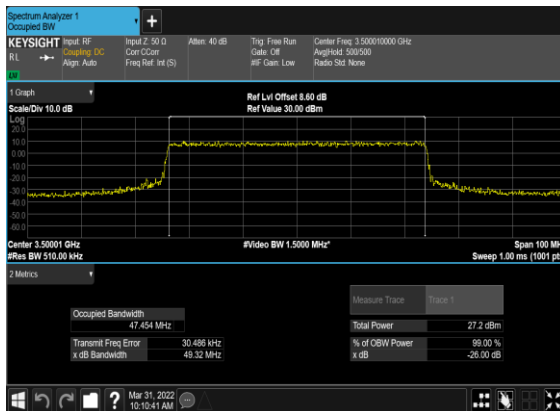 Spectrum Analyzer 1
Occupied BW
KEYSIGHT
RL
Input: RF
Coupling: DC
Align: Auto
Input Z: 50 Ω
Corr CCorr
Freq Ref: Int (S)
Atten: 40 dB
Trig: Free Run
Gate: Off
#IF Gain: Low
Center Freq: 3.500010000 GHz
Avg|Hold: 500/500
Radio Std: None
1 Graph
Scale/Div 10.0 dB
Ref Lvl Offset 8.60 dB
Ref Value 30.00 dBm
Log
20.0
10.0
0.00
-10.0
-20.0
-30.0
-40.0
-50.0
-60.0
Center 3.50001 GHz
#Video BW 1.5000 MHz*
Span 100 MH
#Res BW 510.00 kHz
Sweep 1.00 ms (1001 pt
2 Metrics
Measure Trace Trace 1
Occupied Bandwidth
47.454 MHz
Total Power 27.2 dBm
Transmit Freq Error 30.486 kHz
% of OBW Power 99.00 %
x dB Bandwidth 49.32 MHz
x dB -26.00 dB
?
Mar 31, 2022
10:10:41 AM